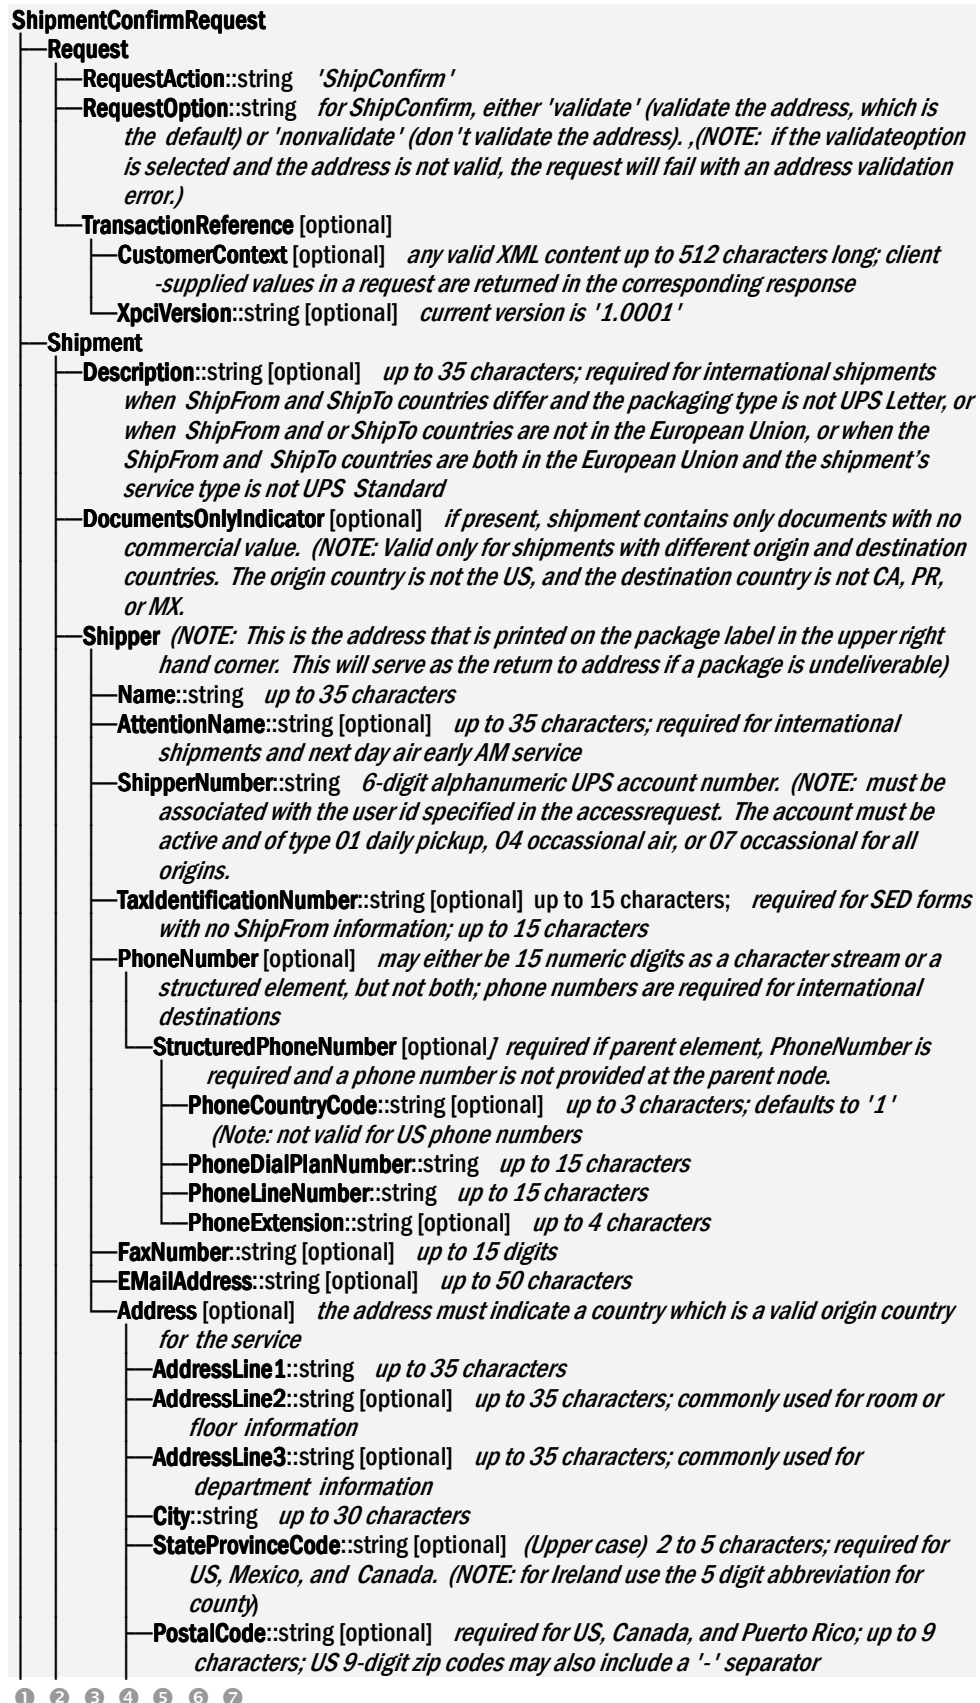 ShipmentConfirmRequest
Request
RequestAction::string 'ShipConfirm'
RequestOption::string for ShipConfirm, either 'validate' (validate the address, which is
the default) or 'nonvalidate' (don't validate the address). ,(NOTE: if the validateoption
is selected and the address is not valid, the request will fail with an address validation
error.)
TransactionReference [optional]
CustomerContext [optional] any valid XML content up to 512 characters long; client
-supplied values in a request are returned in the corresponding response
XpciVersion::string [optional] current version is '1.0001'
Shipment
Description::string [optional] up to 35 characters; required for international shipments
when ShipFrom and ShipTo countries differ and the packaging type is not UPS Letter, or
when ShipFrom and or ShipTo countries are not in the European Union, or when the
ShipFrom and ShipTo countries are both in the European Union and the shipment's
service type is not UPS Standard
DocumentsOnlyIndicator [optional] if present, shipment contains only documents with no
commercial value. (NOTE: Valid only for shipments with different origin and destination
countries. The origin country is not the US, and the destination country is not CA, PR,
or MX.
Shipper (NOTE: This is the address that is printed on the package label in the upper right
hand corner. This will serve as the return to address if a package is undeliverable)
Name::string up to 35 characters
AttentionName::string [optional] up to 35 characters; required for international
shipments and next day air early AM service
ShipperNumber::string 6-digit alphanumeric UPS account number. (NOTE: must be
associated with the user id specified in the accessrequest. The account must be
active and of type 01 daily pickup, 04 occassional air, or 07 occassional for all
origins.
TaxIdentificationNumber::string [optional] up to 15 characters; required for SED forms
with no ShipFrom information; up to 15 characters
PhoneNumber [optional] may either be 15 numeric digits as a character stream or a
structured element, but not both; phone numbers are required for international
destinations
StructuredPhoneNumber [optional] required if parent element, PhoneNumber is
required and a phone number is not provided at the parent node.
PhoneCountryCode::string [optional] up to 3 characters; defaults to '1'
(Note: not valid for US phone numbers
PhoneDialPlanNumber::string up to 15 characters
PhoneLineNumber::string up to 15 characters
PhoneExtension::string [optional] up to 4 characters
FaxNumber::string [optional] up to 15 digits
EMailAddress::string [optional] up to 50 characters
Address [optional] the address must indicate a country which is a valid origin country
for the service
AddressLine1::string up to 35 characters
AddressLine2::string [optional] up to 35 characters; commonly used for room or
floor information
AddressLine3::string [optional] up to 35 characters; commonly used for
department information
City::string up to 30 characters
StateProvinceCode::string [optional] (Upper case) 2 to 5 characters; required for
US, Mexico, and Canada. (NOTE: for Ireland use the 5 digit abbreviation for
county)
PostalCode::string [optional] required for US, Canada, and Puerto Rico; up to 9
characters; US 9-digit zip codes may also include a '-' separator
❶ ❷ ❸ ❹ ❺ ❻ ❼